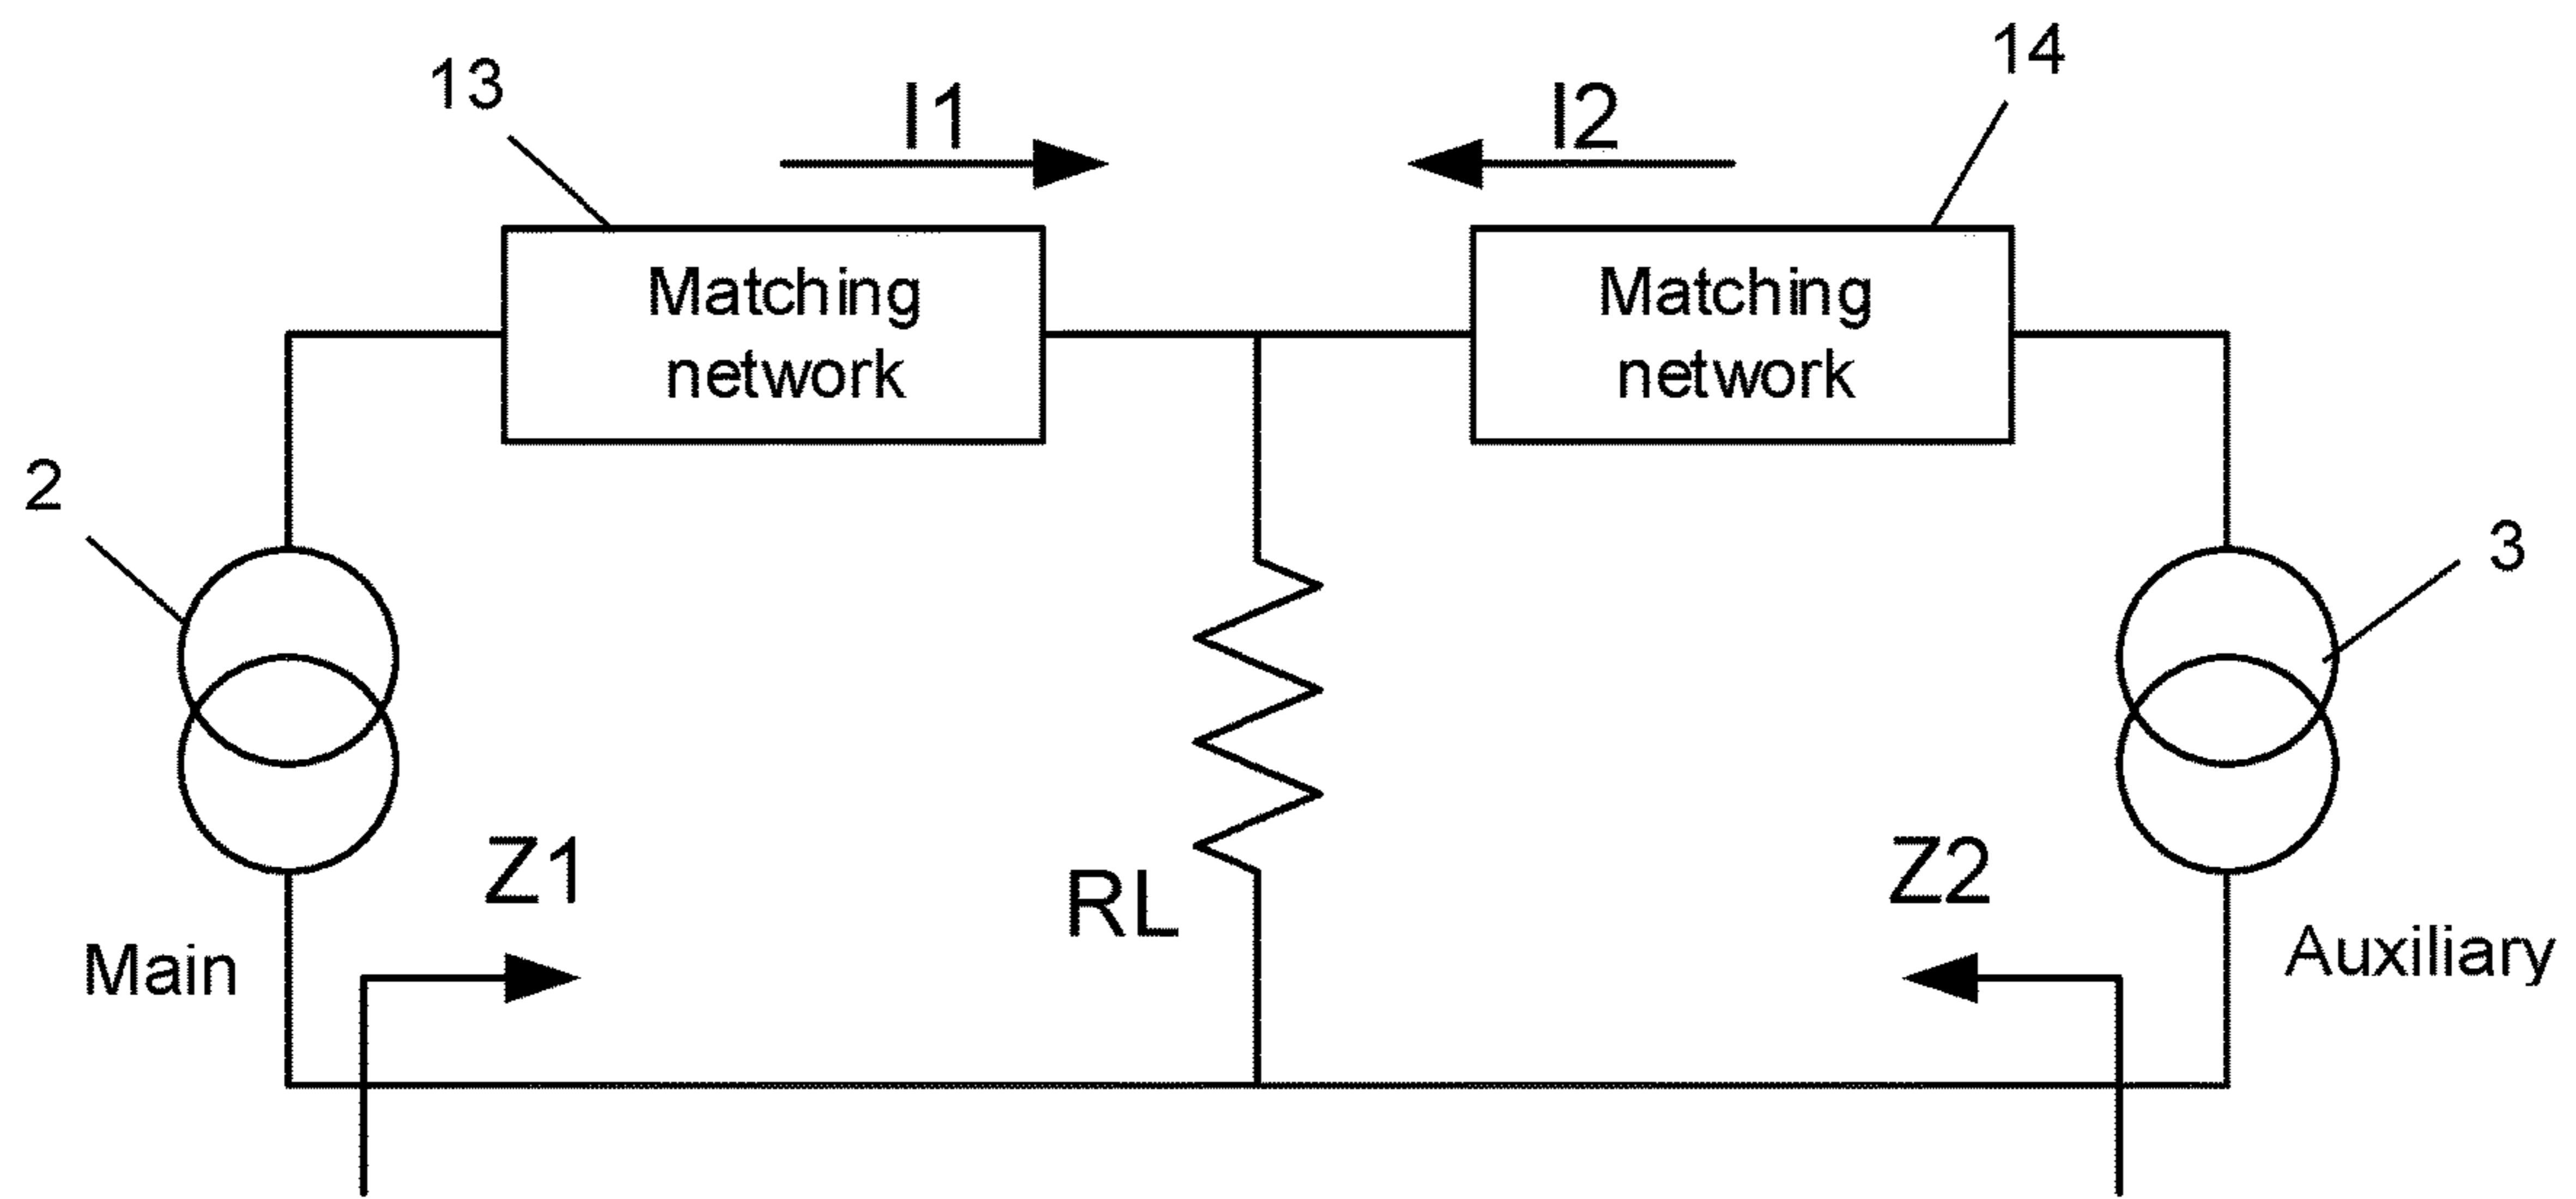 14
13
I1
I2
Matching
network
Matching
network
2
3
Z1
RL
Z2
Main
Auxiliary